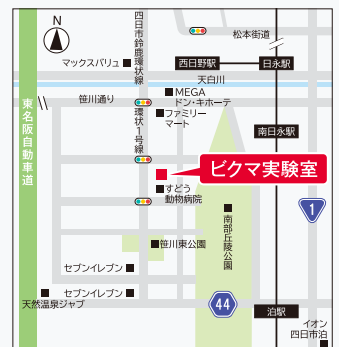 N
四日市鈴鹿環状線
松本街道
マックスバリュ
西日野駅
日永駅
天白川
MEGA
ドン・キホーテ
笹川通り
ファミリー
マート
東名阪自動車道
環状1号線
南日永駅
ビクマ実験室
すどう
動物病院
1
南部丘陵公園
笹川東公園
セブンイレブン
セブンイレブン
天然温泉ジャブ
44
泊駅
イオン
四日市泊